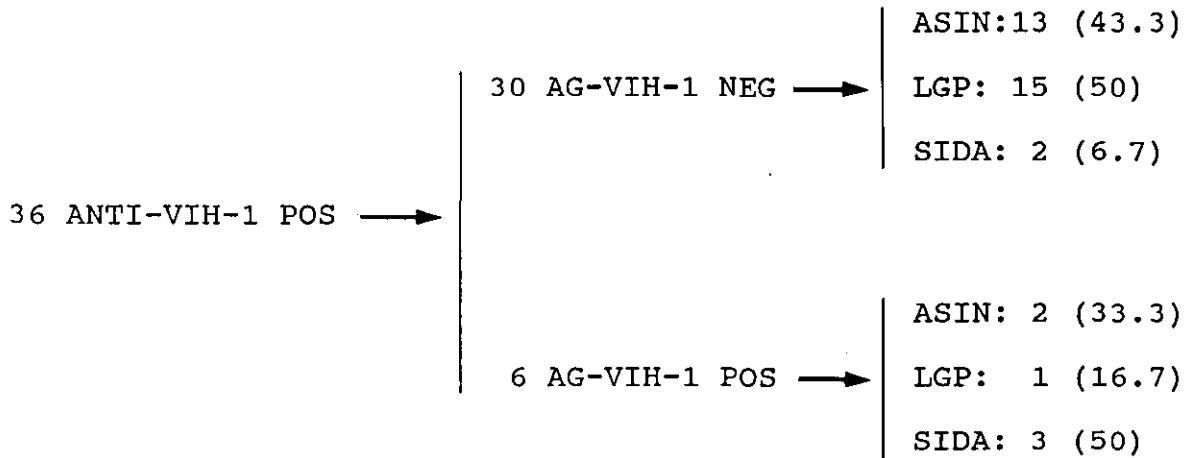 ASIN:13 (43.3)
30 AG-VIH-1 NEG
LGP: 15 (50)
SIDA: 2 (6.7)
36 ANTI-VIH-1 POS
ASIN: 2 (33.3)
6 AG-VIH-1 POS
LGP: 1 (16.7)
SIDA: 3 (50)